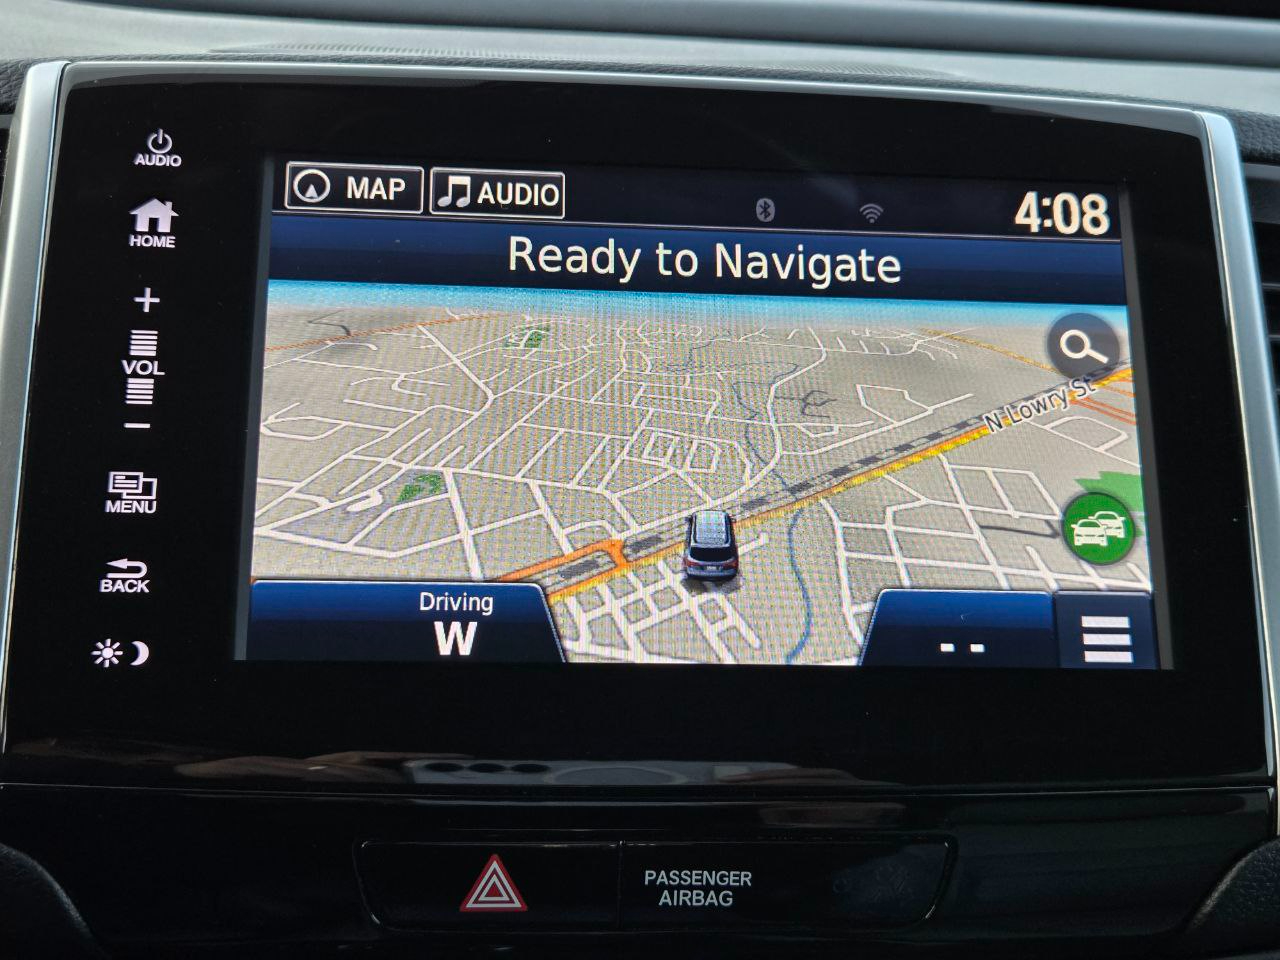 AUDIO
HOME
VOL
MENU
BACK
MAP
AUDIO
4:08
Ready to Navigate
N Lowry St
Driving
W
- -
PASSENGER
AIRBAG